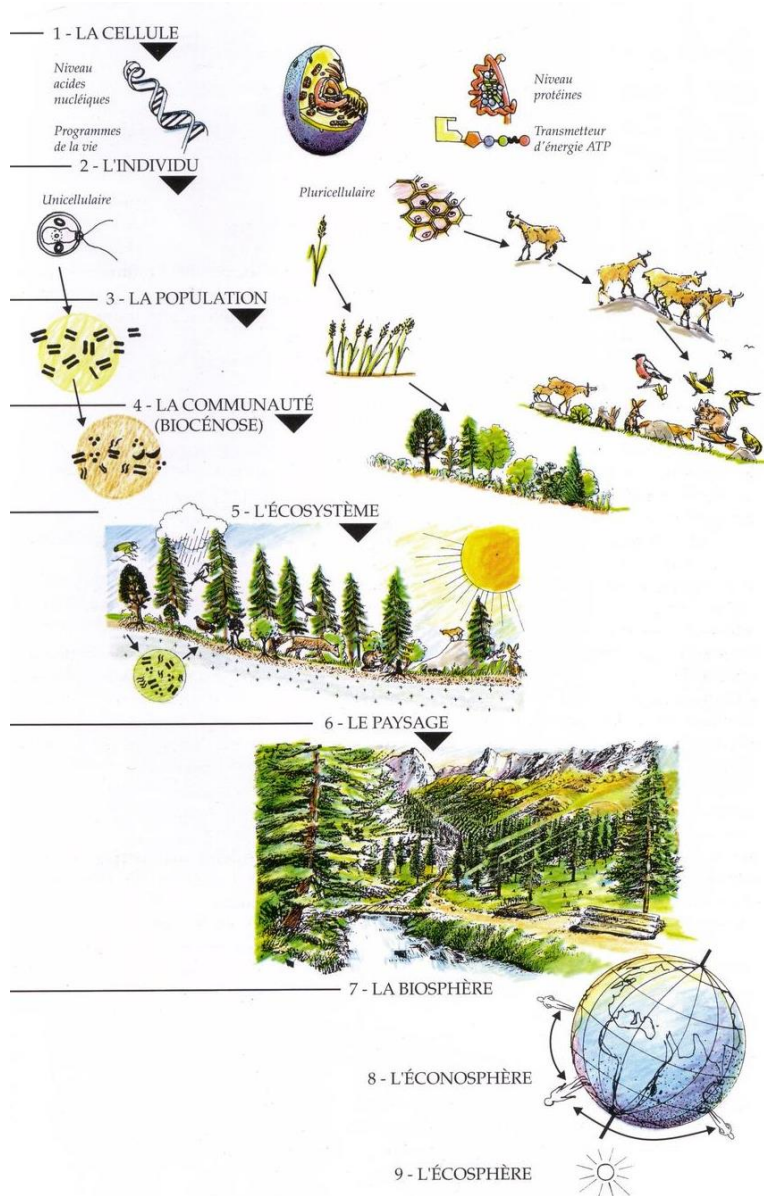 1 - LA CELLULE
Niveau
acides
nucléiques
Programmes
de la vie
Niveau
protéines
Transmetteur
d'énergie ATP
2 - L'INDIVIDU
Unicellulaire
Pluricellulaire
3 - LA POPULATION
4 - LA COMMUNAUTÉ
(BIOCÉNOSE)
5 - L'ÉCOSYSTÈME
6 - LE PAYSAGE
7 - LA BIOSPHÈRE
8 - L'ÉCONOSPHÈRE
9 - L'ÉCOSPHÈRE